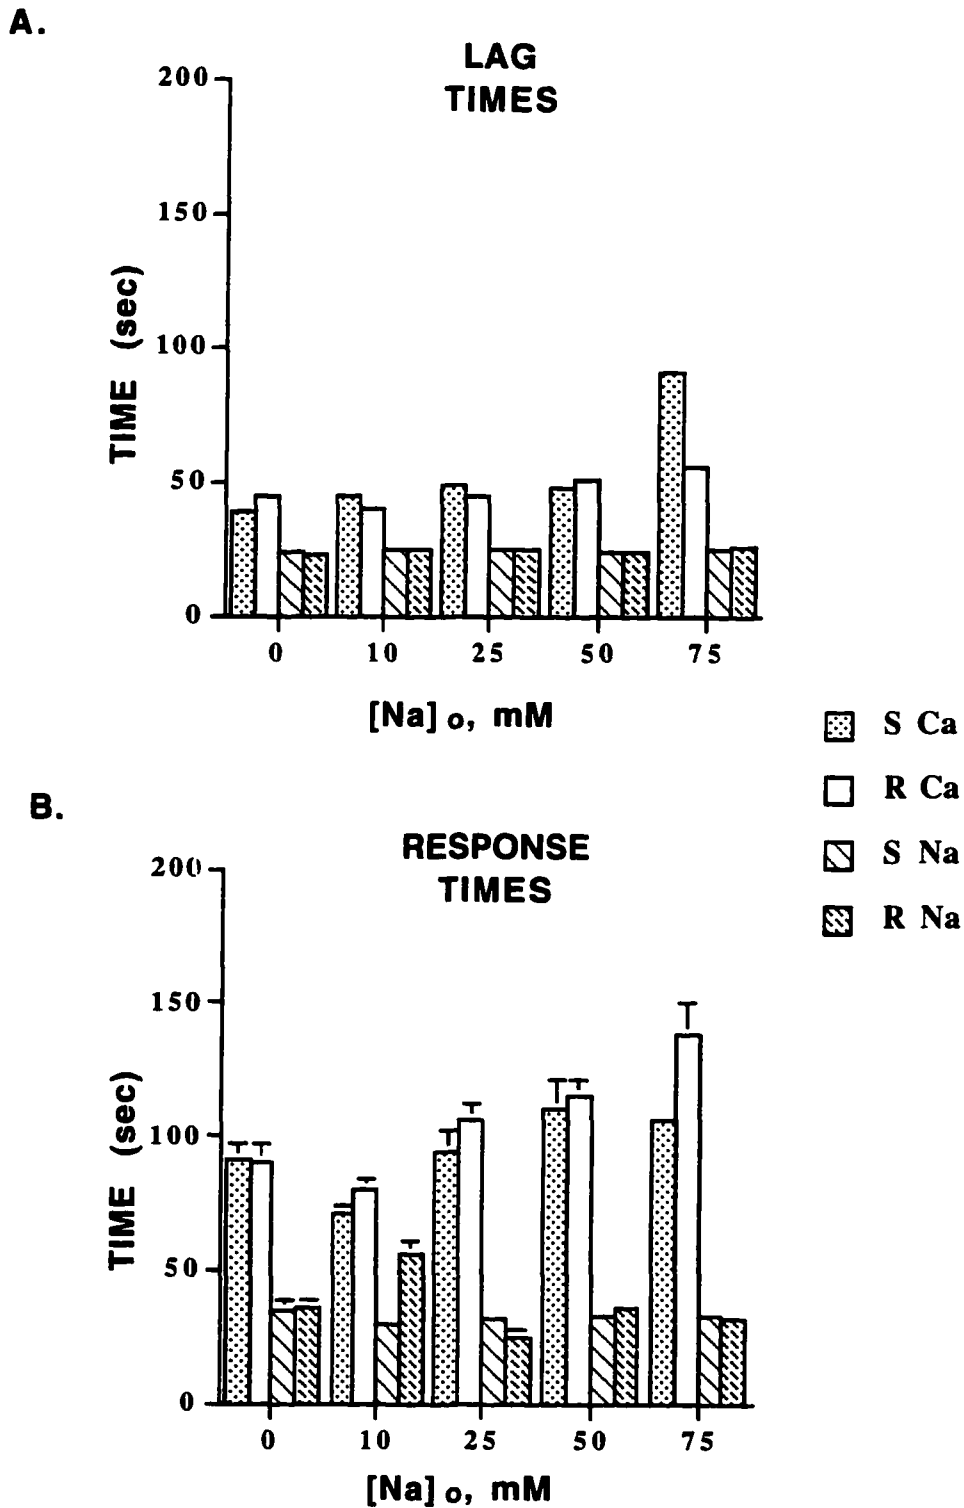 A.
LAG
TIMES
200
150
100
50
0
TIME (sec)
0 10 25 50 75
[Na] o, mM
S Ca
R Ca
S Na
R Na
B.
RESPONSE
TIMES
200
150
100
50
0
TIME (sec)
0 10 25 50 75
[Na] o, mM